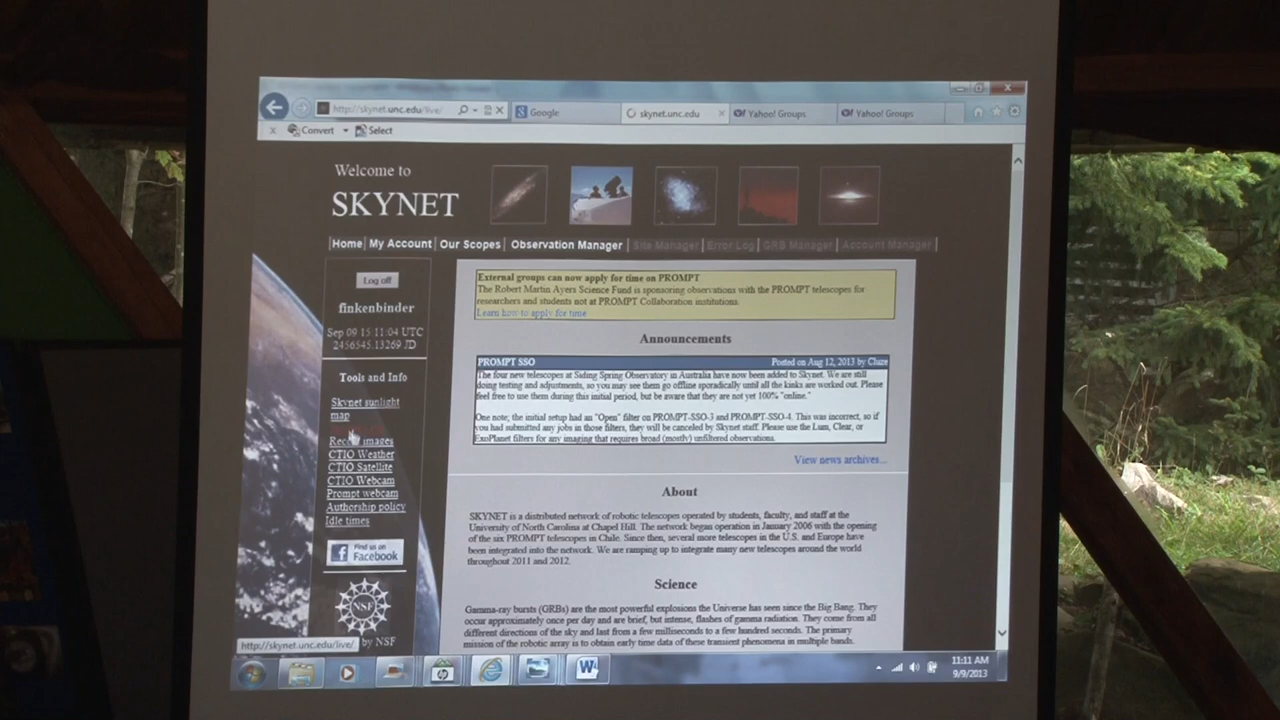 http://skynet.unc.edu/live/
Google
skynet.unc.edu
Yahoo! Groups
Yahoo! Groups
Convert
Select
Welcome to
SKYNET
Home
My Account
Our Scopes
Observation Manager
Site Manager
Error Log
GRB Manager
Account Manager
Log off
finkenbinder
Sep 09 15:11:04 UTC
2456545.13269 JD
Tools and Info
Skynet sunlight
map
Recent images
CTIO Weather
CTIO Satellite
CTIO Webcam
Prompt webcam
Authorship policy
Idle times
Find us on
Facebook
NSF
by NSF
http://skynet.unc.edu/live/
External groups can now apply for time on PROMPT
The Robert Martin Ayers Science Fund is sponsoring observations with the PROMPT telescopes for
researchers and students not at PROMPT Collaboration institutions.
Learn how to apply for time
Announcements
PROMPT SSO
Posted on Aug 12, 2013 by
The four new telescopes at Siding Spring Observatory in Australia have now been added to Skynet. We are still
doing testing and adjustments, so you may see them go offline sporadically until all the kinks are worked out. Please
feel free to use them during this initial period, but be aware that they are not yet 100% "online."
One note; the initial setup had an "Open" filter on PROMPT-SSO-3 and PROMPT-SSO-4. This was incorrect, so if
you had submitted any jobs in those filters, they will be canceled by Skynet staff. Please use the Lum, Clear, or
ExoPlanet filters for any imaging that requires broad (mostly) unfiltered observations.
View news archives...
About
SKYNET is a distributed network of robotic telescopes operated by students, faculty, and staff at the
University of North Carolina at Chapel Hill. The network began operation in January 2006 with the opening
of the six PROMPT telescopes in Chile. Since then, several more telescopes in the U.S. and Europe have
been integrated into the network. We are ramping up to integrate many new telescopes around the world
throughout 2011 and 2012.
Science
Gamma-ray bursts (GRBs) are the most powerful explosions the Universe has seen since the Big Bang. They
occur approximately once per day and are brief, but intense, flashes of gamma radiation. They come from all
different directions of the sky and last from a few milliseconds to a few hundred seconds. The primary
mission of the robotic array is to obtain early time data of these transient phenomena in multiple bands.
11:11 AM
9/9/2013